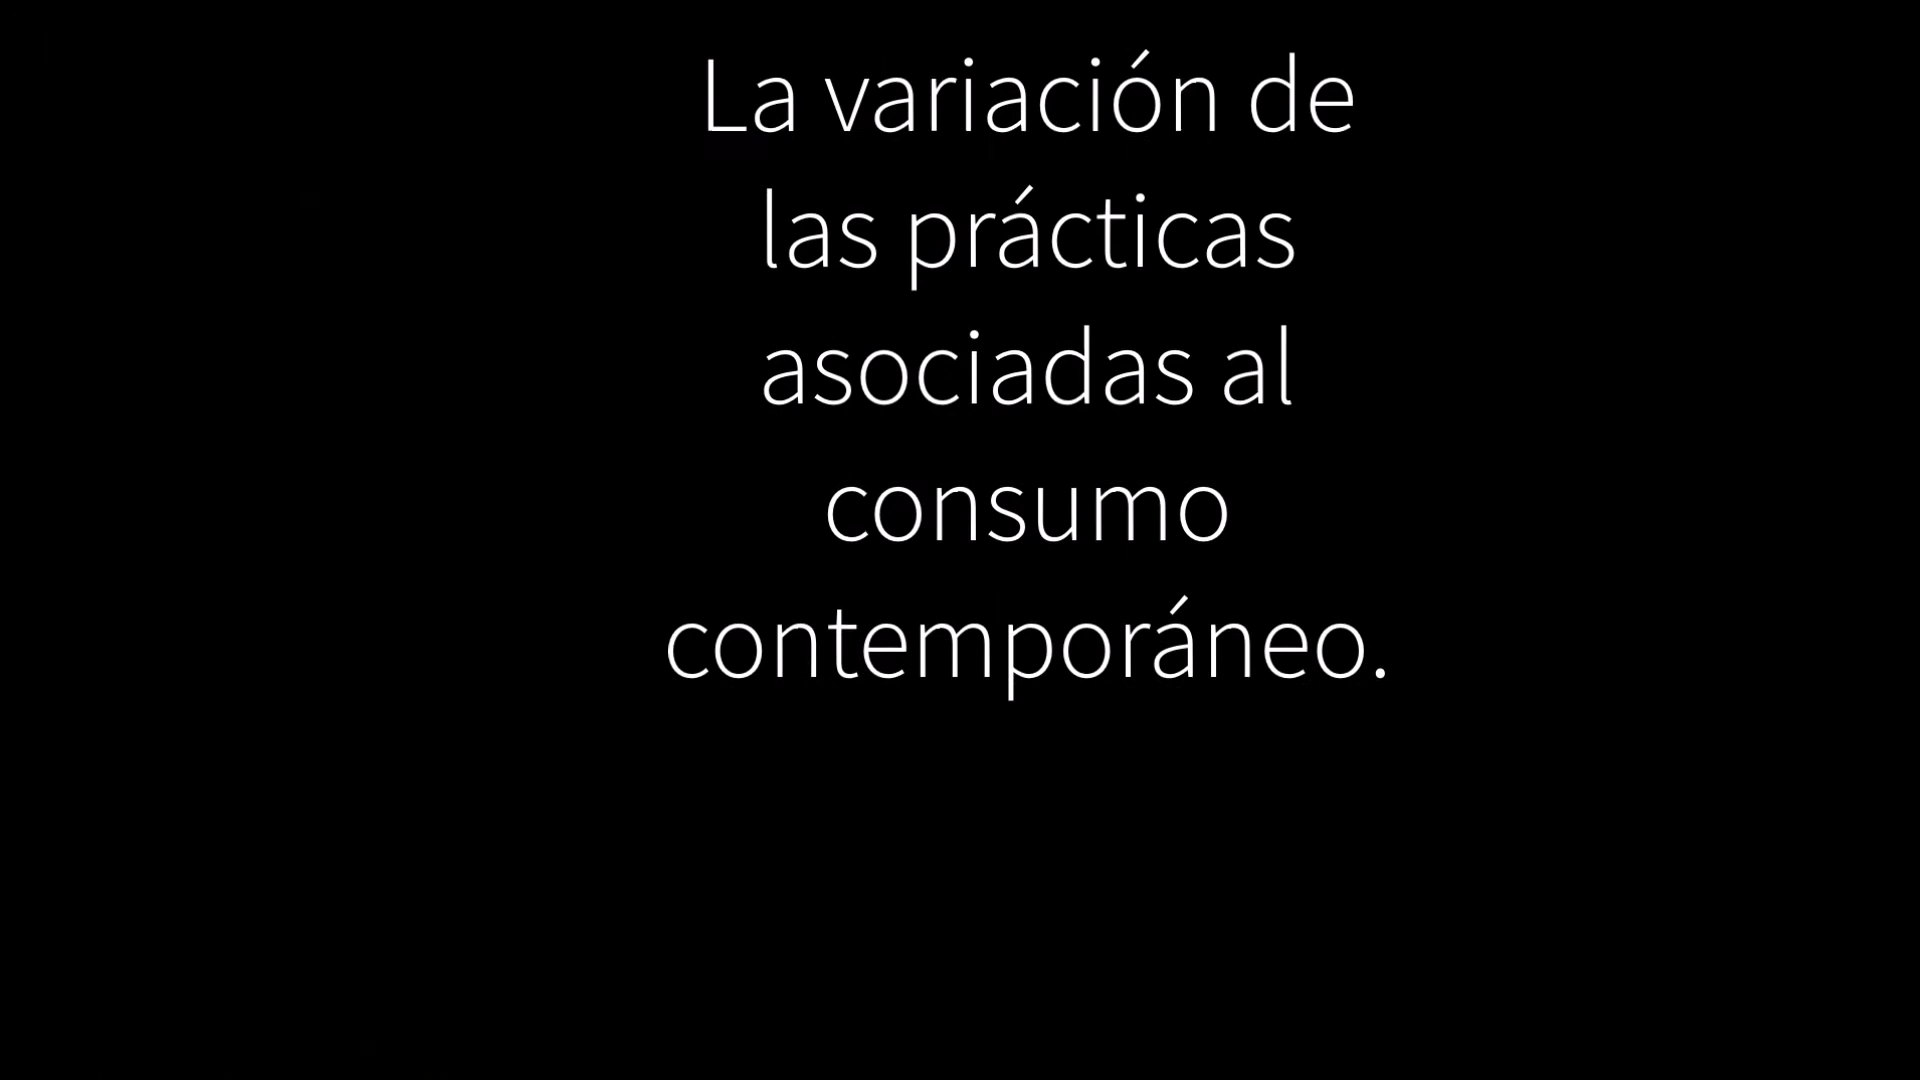 La variación de
las prácticas
asociadas al
consumo
contemporáneo.